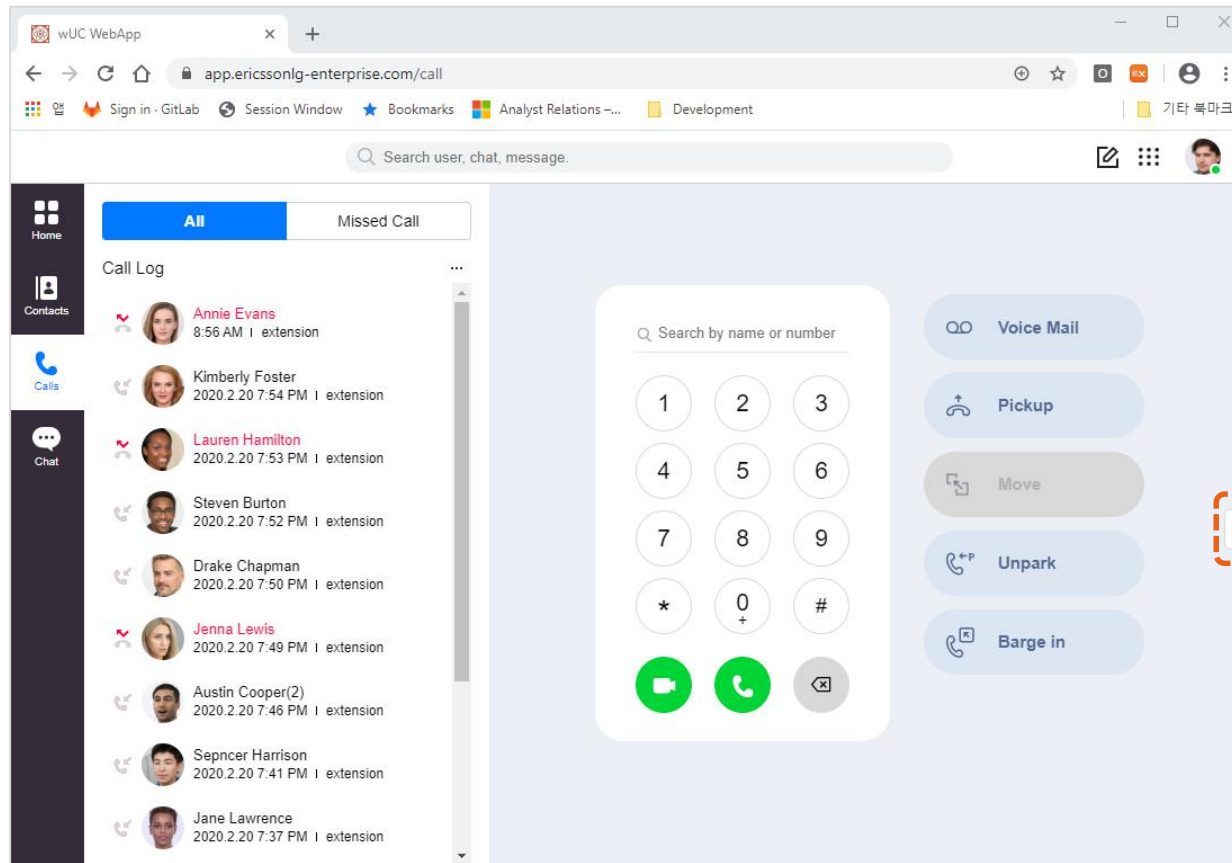 wUC WebApp
app.ericssonlg-enterprise.com/call
앱 Sign in · GitLab Session Window Bookmarks Analyst Relations –... Development 기타 북마크
Search user, chat, message.
Home
Contacts
Calls
Chat
All Missed Call
Call Log ...
Annie Evans
8:56 AM I extension
Kimberly Foster
2020.2.20 7:54 PM I extension
Lauren Hamilton
2020.2.20 7:53 PM I extension
Steven Burton
2020.2.20 7:52 PM I extension
Drake Chapman
2020.2.20 7:50 PM I extension
Jenna Lewis
2020.2.20 7:49 PM I extension
Austin Cooper(2)
2020.2.20 7:46 PM I extension
Sepncer Harrison
2020.2.20 7:41 PM I extension
Jane Lawrence
2020.2.20 7:37 PM I extension
Search by name or number
1 2 3
4 5 6
7 8 9
* 0 #
+
Voice Mail
Pickup
Move
P Unpark
Barge in